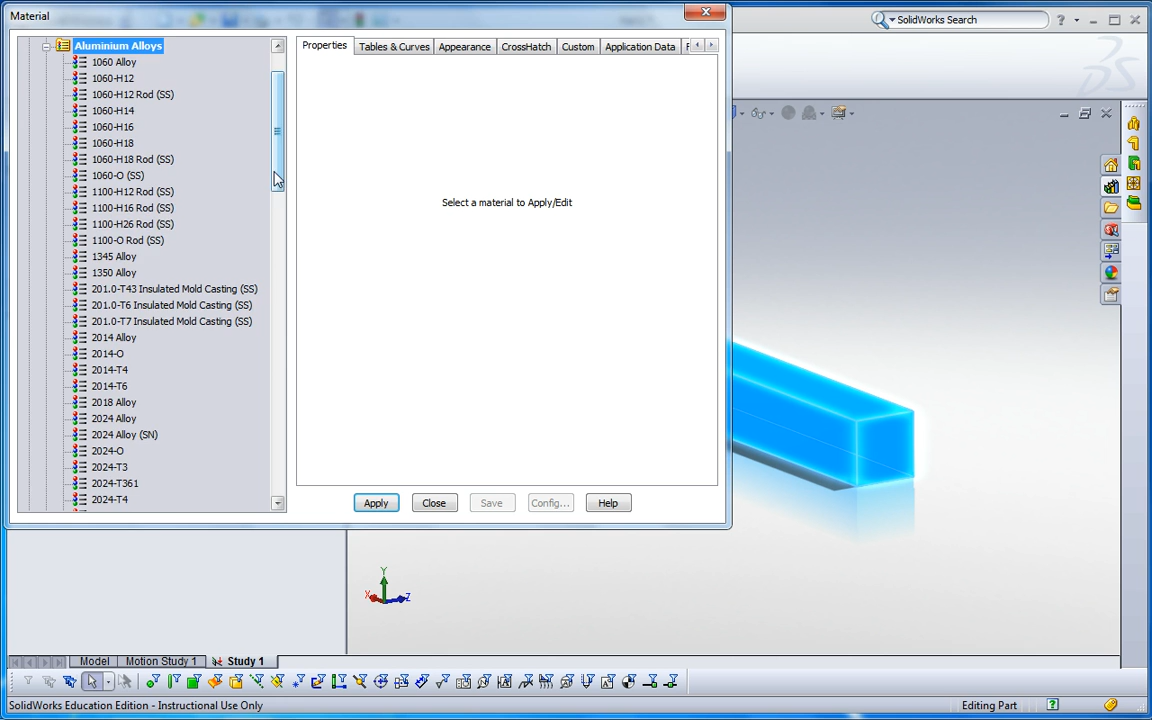 Material
SolidWorks Search
Aluminium Alloys
1060 Alloy
1060-H12
1060-H12 Rod (SS)
1060-H14
1060-H16
1060-H18
1060-H18 Rod (SS)
1060-O (SS)
1100-H12 Rod (SS)
1100-H16 Rod (SS)
1100-H26 Rod (SS)
1100-O Rod (SS)
1345 Alloy
1350 Alloy
201.0-T43 Insulated Mold Casting (SS)
201.0-T6 Insulated Mold Casting (SS)
201.0-T7 Insulated Mold Casting (SS)
2014 Alloy
2014-O
2014-T4
2014-T6
2018 Alloy
2024 Alloy
2024 Alloy (SN)
2024-O
2024-T3
2024-T361
2024-T4
Properties Tables & Curves Appearance CrossHatch Custom Application Data
Select a material to Apply/Edit
Apply Close Save Config... Help
Y
X Z
Model Motion Study 1 Study 1
SolidWorks Education Edition - Instructional Use Only
Editing Part